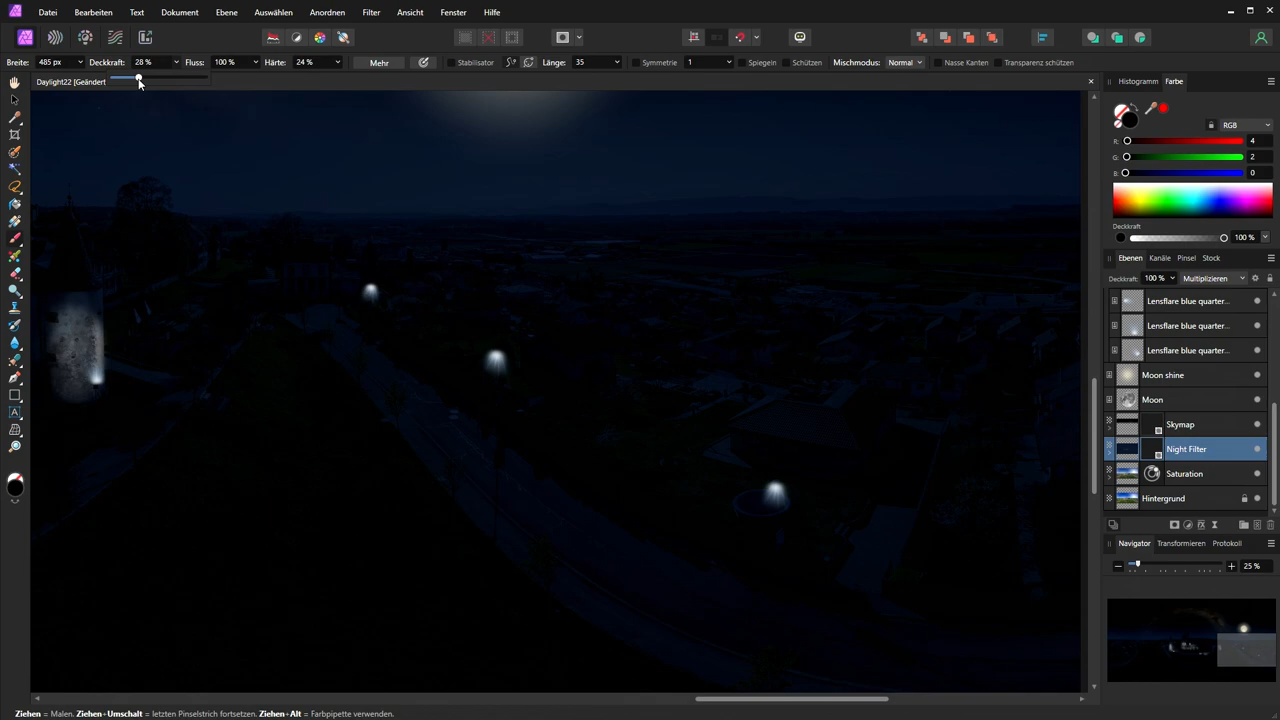 Datei Bearbeiten Text Dokument Ebene Auswählen Anordnen Filter Ansicht Fenster Hilfe
Breite: 485 px Deckkraft: 28 % Fluss: 100 % Härte: 24 % Mehr Stabilisator Länge: 35 Symmetrie 1 Spiegeln Sperren Mischmodus: Normal Nasse Kanten Transparenz schützen
Daylight22 [Geändert
Histogramm Farbe
RGB
R: 4
G: 2
B: 0
Deckkraft
100 %
Ebenen Kanäle Pinsel Stock
Deckkraft: 100 % Multiplizieren
Lensflare blue quarter...
Lensflare blue quarter...
Lensflare blue quarter...
Moon shine
Moon
Skymap
Night Filter
Saturation
Hintergrund
Navigator Transformieren Protokoll
25 %
Ziehen = Malen. Ziehen+Umschalt = letzten Pinselstrich fortsetzen. Ziehen+Alt = Farbpipette verwenden.